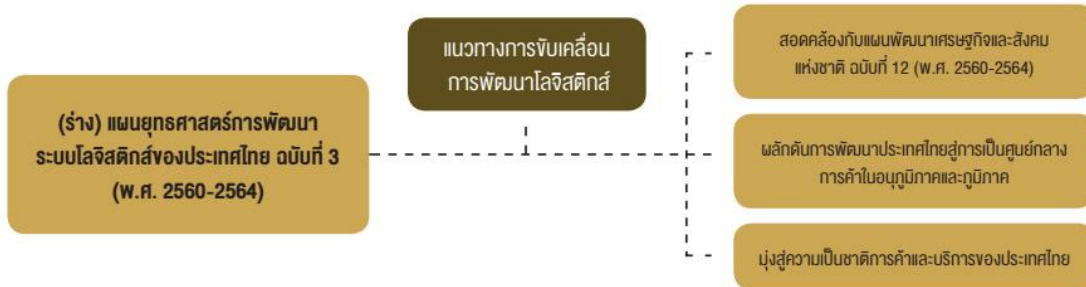 (ร่าง) แผนยุทธศาสตร์การพัฒนา
ระบบโลจิสติกส์ของประเทศไทย ฉบับที่ 3
(พ.ศ. 2560-2564)
แนวทางการขับเคลื่อน
การพัฒนาโลจิสติกส์
สอดคล้องกับแผนพัฒนาเศรษฐกิจและสังคม
แห่งชาติ ฉบับที่ 12 (พ.ศ. 2560-2564)
ผลักดันการพัฒนาประเทศไทยสู่การเป็นศูนย์กลาง
การค้าในอนุภูมิภาคและภูมิภาค
มุ่งสู่ความเป็นชาติการค้าและบริการของประเทศไทย